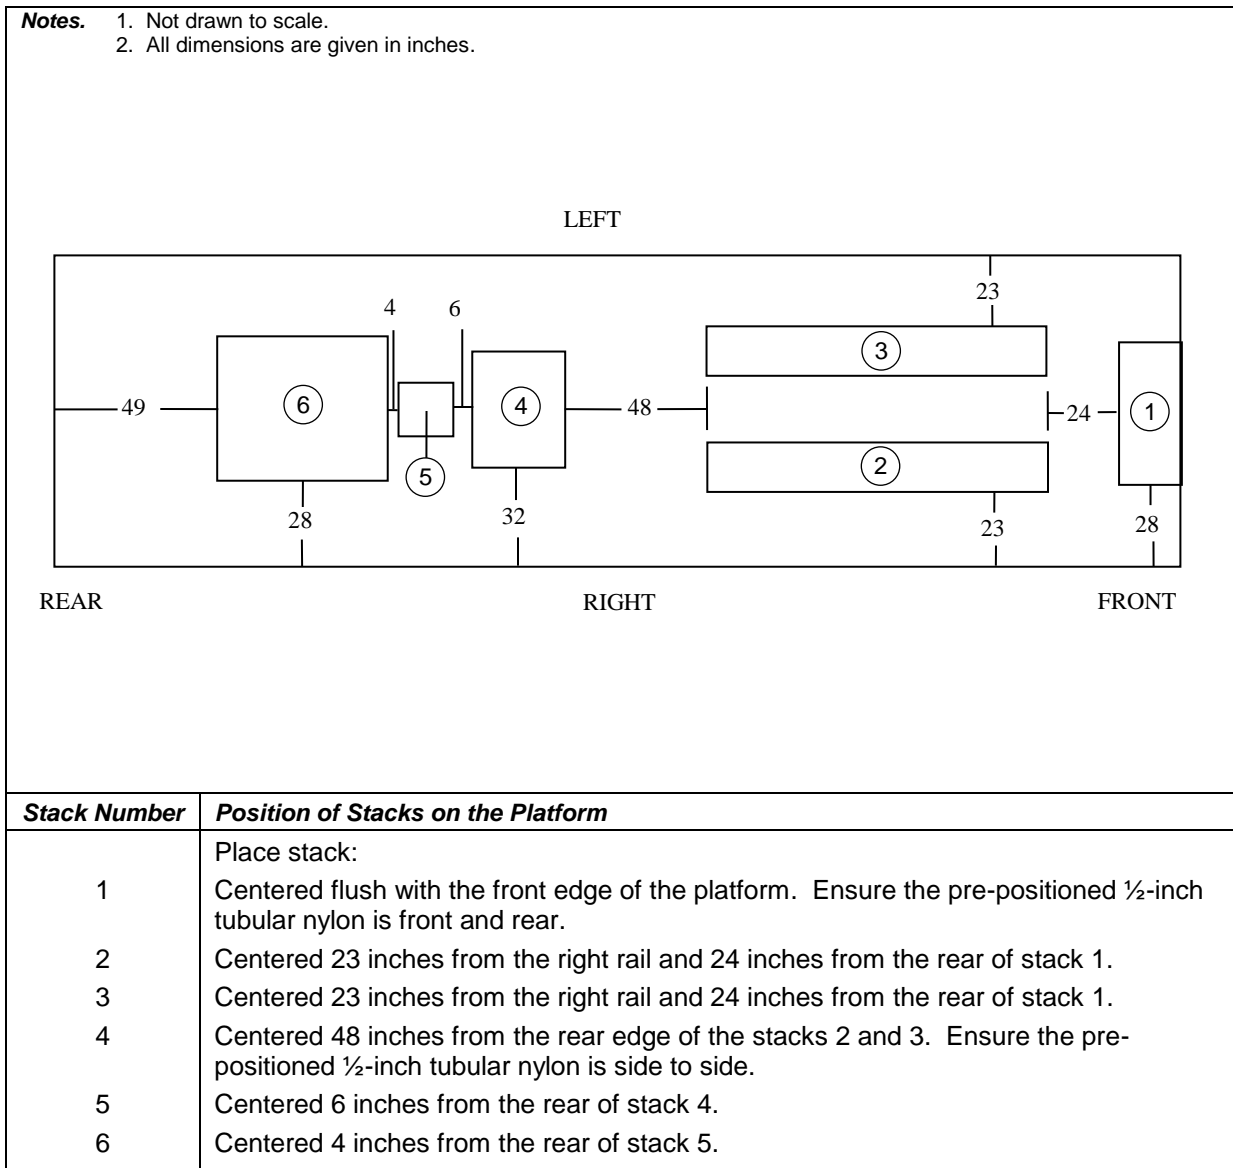 Notes. 1. Not drawn to scale.
2. All dimensions are given in inches.
LEFT
23
4 6
3
49 6 4 48 24 1
5 2
28 32 23 28
REAR RIGHT FRONT
Stack Number Position of Stacks on the Platform
Place stack:
1 Centered flush with the front edge of the platform. Ensure the pre-positioned ½-inch
tubular nylon is front and rear.
2 Centered 23 inches from the right rail and 24 inches from the rear of stack 1.
3 Centered 23 inches from the right rail and 24 inches from the rear of stack 1.
4 Centered 48 inches from the rear edge of the stacks 2 and 3. Ensure the pre-
positioned ½-inch tubular nylon is side to side.
5 Centered 6 inches from the rear of stack 4.
6 Centered 4 inches from the rear of stack 5.